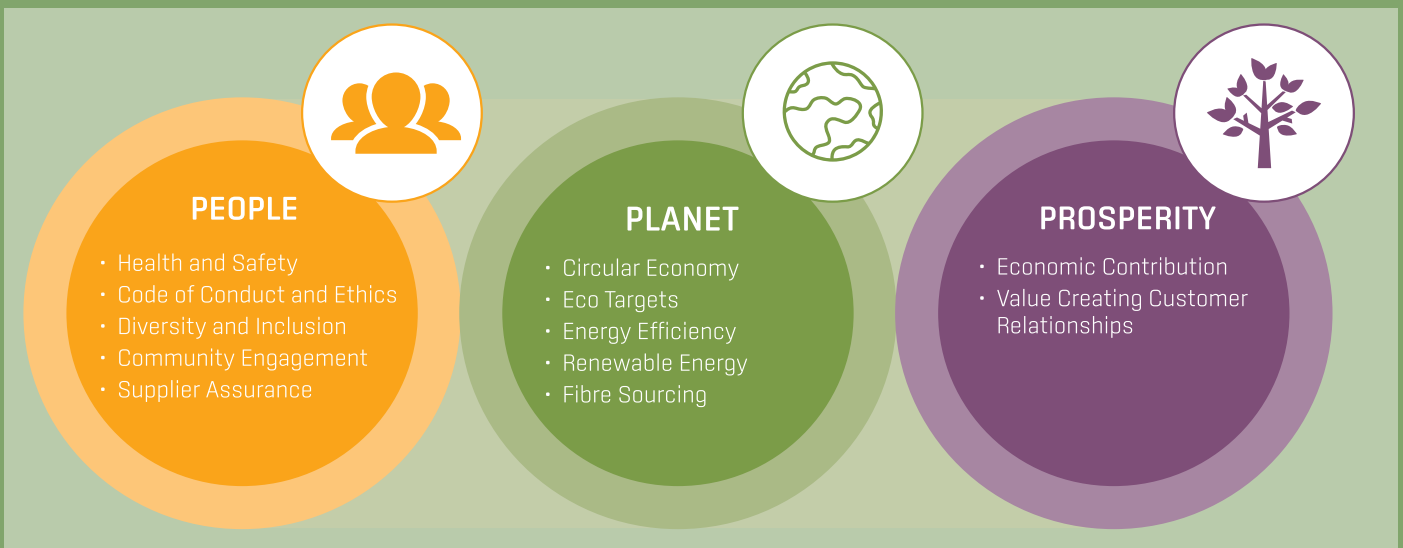 PEOPLE
• Health and Safety
• Code of Conduct and Ethics
• Diversity and Inclusion
• Community Engagement
• Supplier Assurance
PLANET
• Circular Economy
• Eco Targets
• Energy Efficiency
• Renewable Energy
• Fibre Sourcing
PROSPERITY
• Economic Contribution
• Value Creating Customer
Relationships